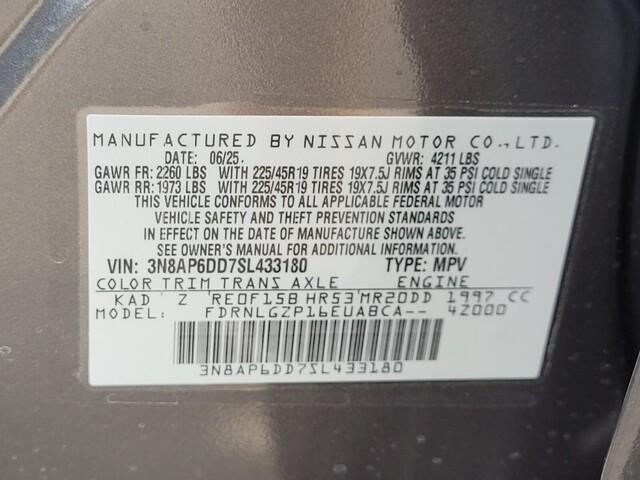 MANUFACTURED BY NISSAN MOTOR CO.,LTD.
DATE: 06/25. GVWR: 4211 LBS
GAWR FR: 2260 LBS WITH 225/45R19 TIRES 19X7.5J RIMS AT 35 PSI COLD SINGLE
GAWR RR: 1973 LBS WITH 225/45R19 TIRES 19X7.5J RIMS AT 35 PSI COLD SINGLE
THIS VEHICLE CONFORMS TO ALL APPLICABLE FEDERAL MOTOR
VEHICLE SAFETY AND THEFT PREVENTION STANDARDS
IN EFFECT ON THE DATE OF MANUFACTURE SHOWN ABOVE.
SEE OWNER'S MANUAL FOR ADDITIONAL INFORMATION.
VIN: 3N8AP6DD7SL433180 TYPE: MPV
COLOR TRIM TRANS AXLE ENGINE
KAD Z RE0F15B HR53 MR20DD 1997 CC
MODEL: FDRNLGZP16EUABCA-- 4Z000
3N8AP6DD7SL433180